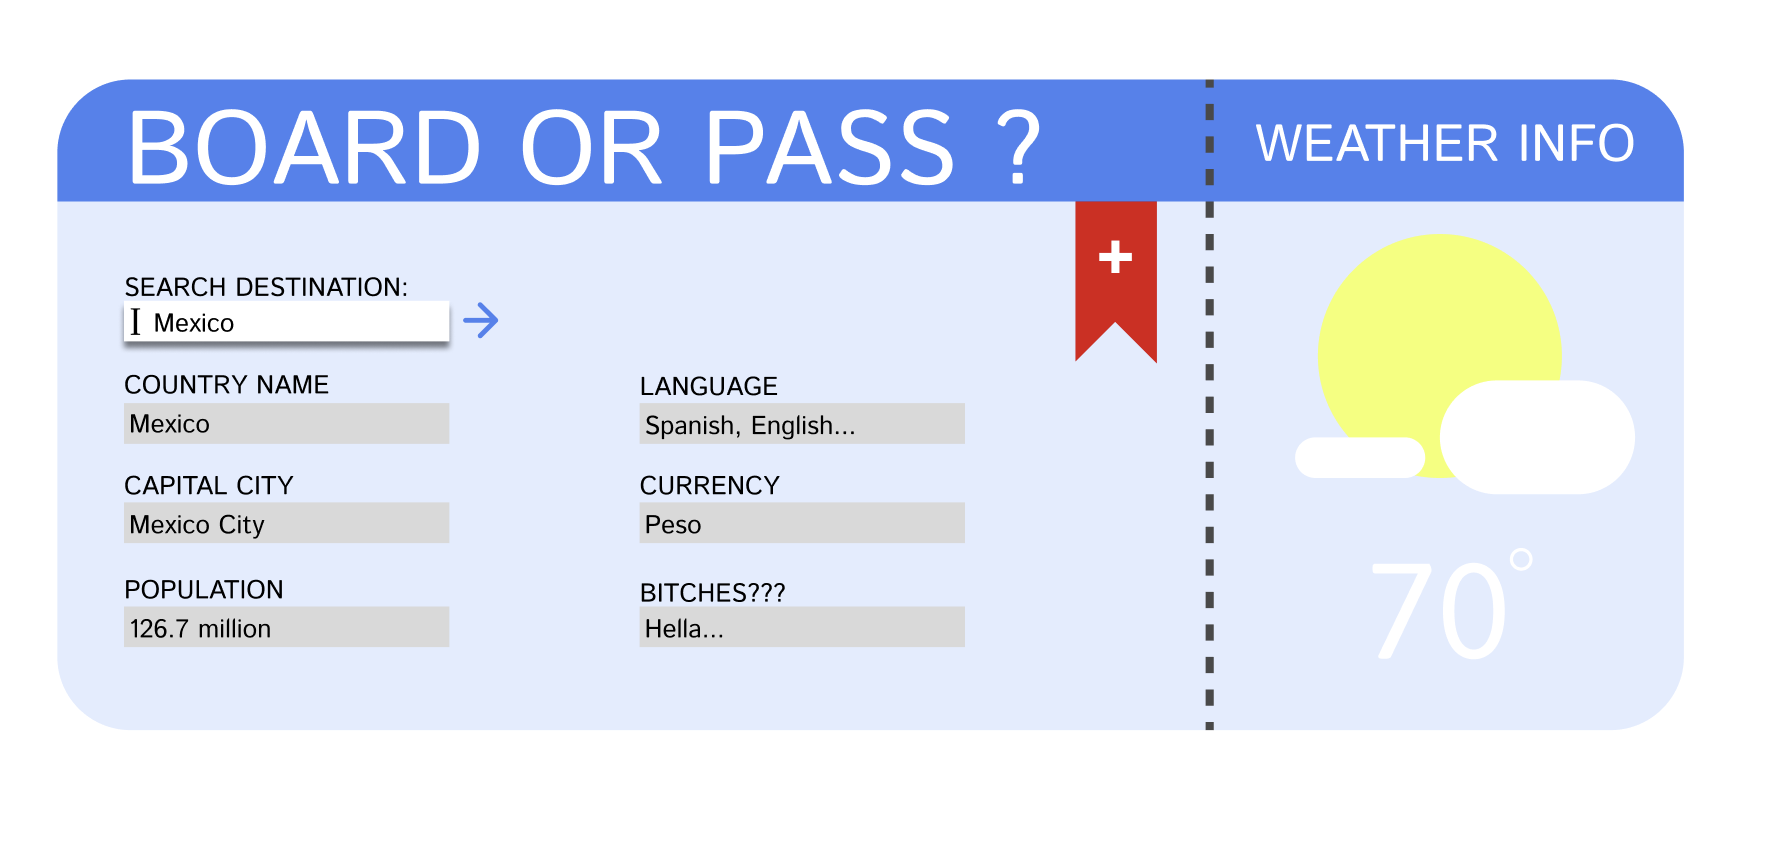 BOARD OR PASS ?
WEATHER INFO
+
SEARCH DESTINATION:
Mexico
COUNTRY NAME
Mexico
LANGUAGE
Spanish, English...
CAPITAL CITY
Mexico City
CURRENCY
Peso
POPULATION
126.7 million
BITCHES???
Hella...
70°